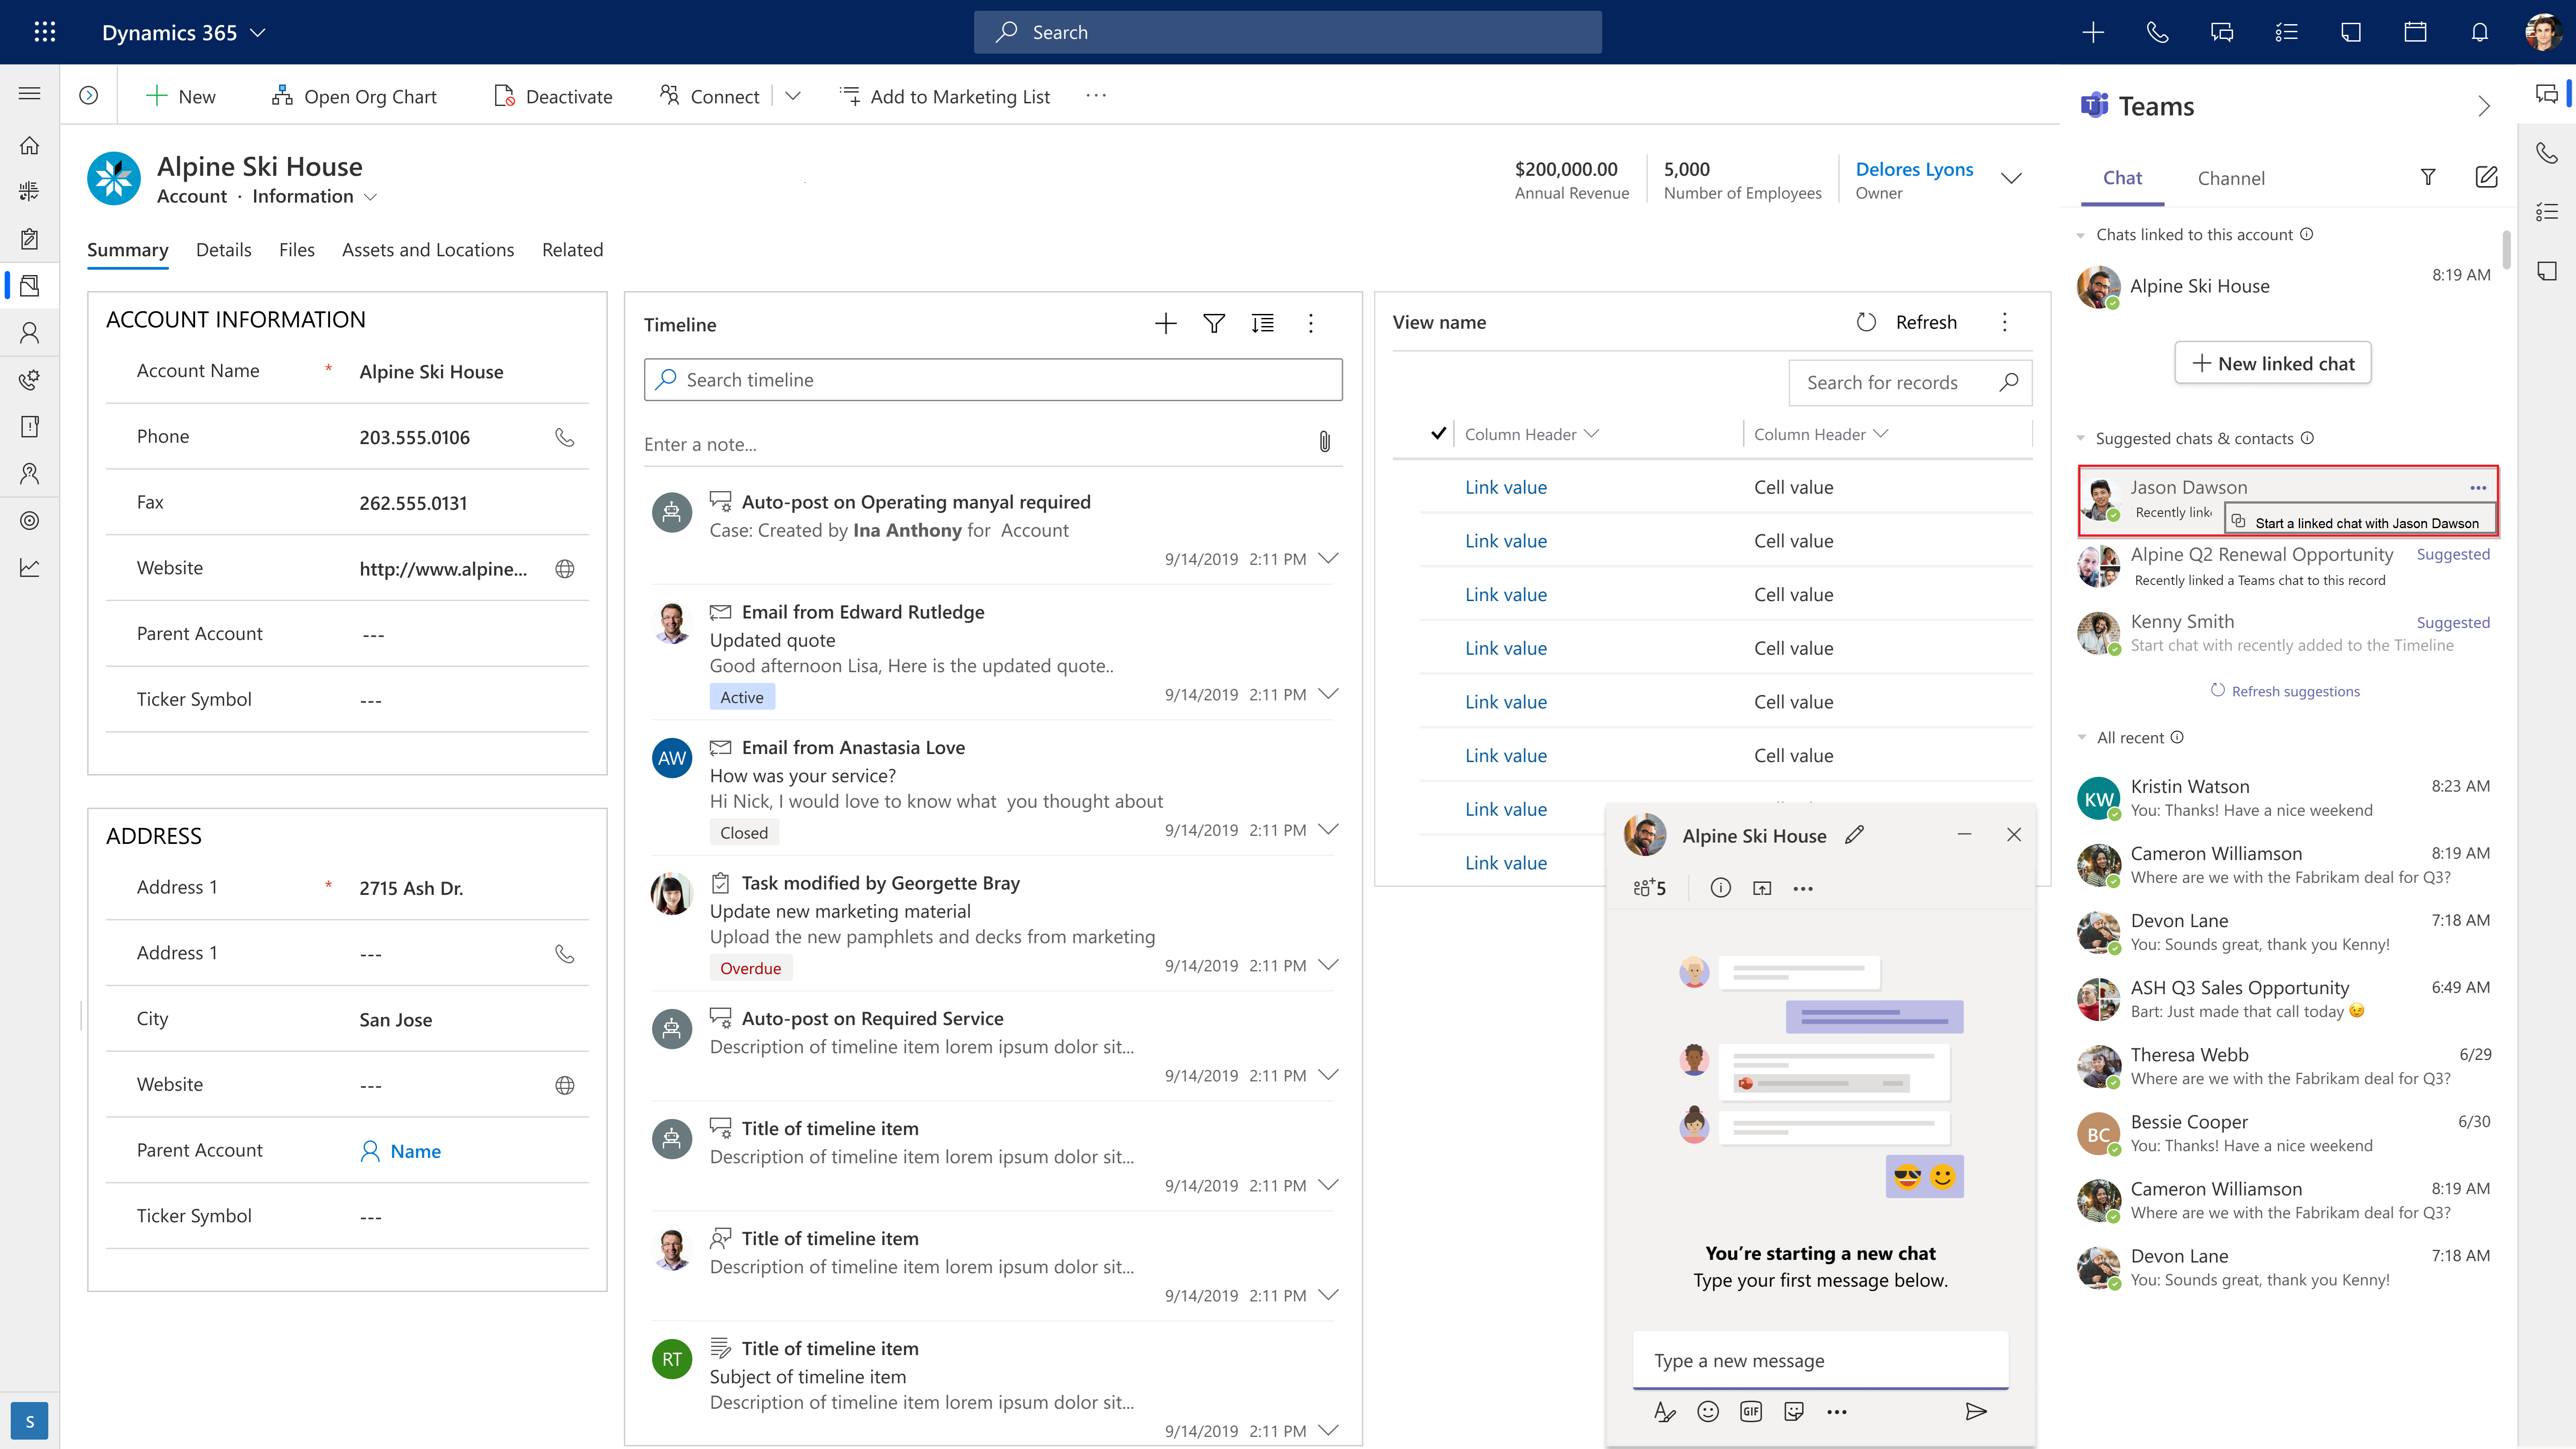 Dynamics 365
Search
New
Open Org Chart
Deactivate
Connect
Add to Marketing List
Alpine Ski House
Account · Information
$200,000.00
Annual Revenue
5,000
Number of Employees
Delores Lyons
Owner
Summary
Details
Files
Assets and Locations
Related
ACCOUNT INFORMATION
Account Name * Alpine Ski House
Phone 203.555.0106
Fax 262.555.0131
Website http://www.alpine...
Parent Account ---
Ticker Symbol ---
ADDRESS
Address 1 * 2715 Ash Dr.
Address 1 ---
City San Jose
Website ---
Parent Account Name
Ticker Symbol ---
S
Timeline
Search timeline
Enter a note...
Auto-post on Operating manyal required
Case: Created by Ina Anthony for Account
9/14/2019 2:11 PM
Email from Edward Rutledge
Updated quote
Good afternoon Lisa, Here is the updated quote..
Active
9/14/2019 2:11 PM
AW
Email from Anastasia Love
How was your service?
Hi Nick, I would love to know what you thought about
Closed
9/14/2019 2:11 PM
Task modified by Georgette Bray
Update new marketing material
Upload the new pamphlets and decks from marketing
Overdue
9/14/2019 2:11 PM
Auto-post on Required Service
Description of timeline item lorem ipsum dolor sit...
9/14/2019 2:11 PM
Title of timeline item
Description of timeline item lorem ipsum dolor sit...
9/14/2019 2:11 PM
Title of timeline item
Description of timeline item lorem ipsum dolor sit...
9/14/2019 2:11 PM
RT
Title of timeline item
Subject of timeline item
Description of timeline item lorem ipsum dolor sit...
9/14/2019 2:11 PM
View name
Refresh
Search for records
Column Header Column Header
Link value Cell value
Link value Cell value
Link value Cell value
Link value Cell value
Link value Cell value
Link value Cell value
Link value
Link value
Alpine Ski House
5
You're starting a new chat
Type your first message below.
Type a new message
GIF
Teams
Chat
Channel
Chats linked to this account
Alpine Ski House 8:19 AM
New linked chat
Suggested chats & contacts
Jason Dawson
Recently link
Start a linked chat with Jason Dawson
Alpine Q2 Renewal Opportunity Suggested
Recently linked a Teams chat to this record
Kenny Smith Suggested
Start chat with recently added to the Timeline
Refresh suggestions
All recent
KW
Kristin Watson 8:23 AM
You: Thanks! Have a nice weekend
Cameron Williamson 8:19 AM
Where are we with the Fabrikam deal for Q3?
Devon Lane 7:18 AM
You: Sounds great, thank you Kenny!
ASH Q3 Sales Opportunity 6:49 AM
Bart: Just made that call today 😉
Theresa Webb 6/29
Where are we with the Fabrikam deal for Q3?
BC
Bessie Cooper 6/30
You: Thanks! Have a nice weekend
Cameron Williamson 8:19 AM
Where are we with the Fabrikam deal for Q3?
Devon Lane 7:18 AM
You: Sounds great, thank you Kenny!